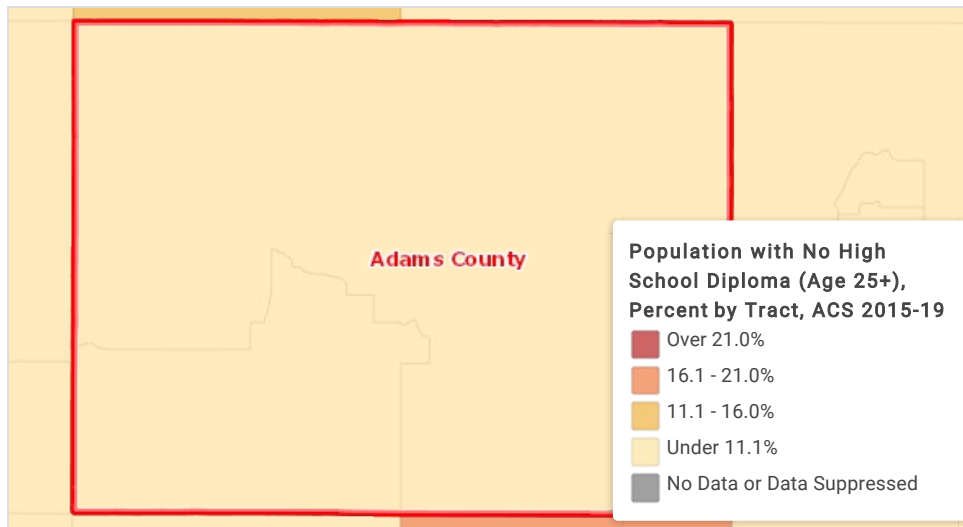 Adams County
Population with No High
School Diploma (Age 25+),
Percent by Tract, ACS 2015-19
Over 21.0%
16.1 - 21.0%
11.1 - 16.0%
Under 11.1%
No Data or Data Suppressed